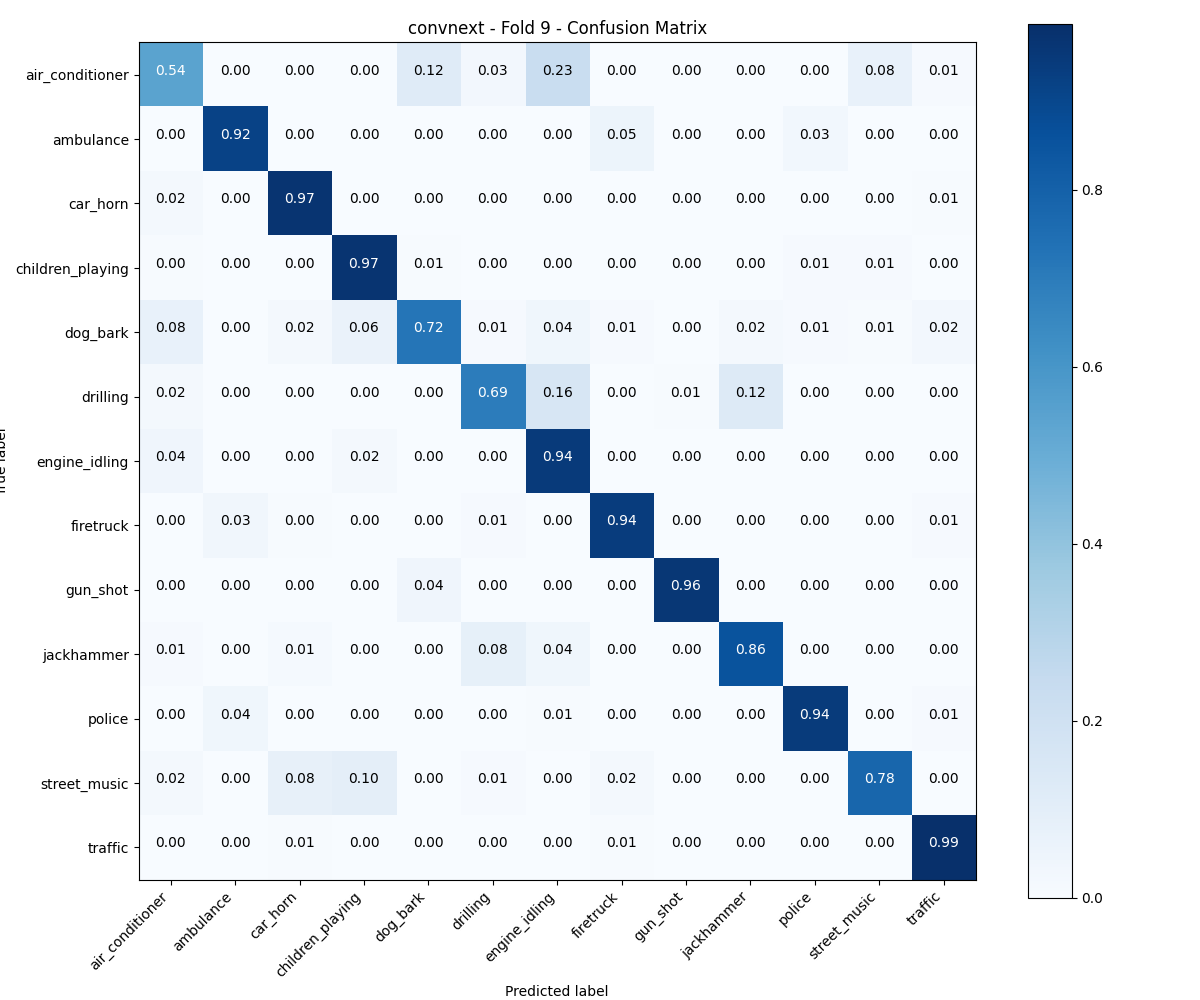 convnext - Fold 9 - Confusion Matrix
air_conditioner 0.54 0.00 0.00 0.00 0.12 0.03 0.23 0.00 0.00 0.00 0.00 0.08 0.01
ambulance 0.00 0.92 0.00 0.00 0.00 0.00 0.00 0.05 0.00 0.00 0.03 0.00 0.00
car_horn 0.02 0.00 0.97 0.00 0.00 0.00 0.00 0.00 0.00 0.00 0.00 0.00 0.01
children_playing 0.00 0.00 0.00 0.97 0.01 0.00 0.00 0.00 0.00 0.00 0.01 0.01 0.00
dog_bark 0.08 0.00 0.02 0.06 0.72 0.01 0.04 0.01 0.00 0.02 0.01 0.01 0.02
drilling 0.02 0.00 0.00 0.00 0.00 0.69 0.16 0.00 0.01 0.12 0.00 0.00 0.00
engine_idling 0.04 0.00 0.00 0.02 0.00 0.00 0.94 0.00 0.00 0.00 0.00 0.00 0.00
firetruck 0.00 0.03 0.00 0.00 0.00 0.01 0.00 0.94 0.00 0.00 0.00 0.00 0.01
gun_shot 0.00 0.00 0.00 0.00 0.04 0.00 0.00 0.00 0.96 0.00 0.00 0.00 0.00
jackhammer 0.01 0.00 0.01 0.00 0.00 0.08 0.04 0.00 0.00 0.86 0.00 0.00 0.00
police 0.00 0.04 0.00 0.00 0.00 0.00 0.01 0.00 0.00 0.00 0.94 0.00 0.01
street_music 0.02 0.00 0.08 0.10 0.00 0.01 0.00 0.02 0.00 0.00 0.00 0.78 0.00
traffic 0.00 0.00 0.01 0.00 0.00 0.00 0.00 0.01 0.00 0.00 0.00 0.00 0.99
air_conditioner ambulance car_horn children_playing dog_bark drilling engine_idling firetruck gun_shot jackhammer police street_music traffic
Predicted label
0.8
0.6
0.4
0.2
0.0